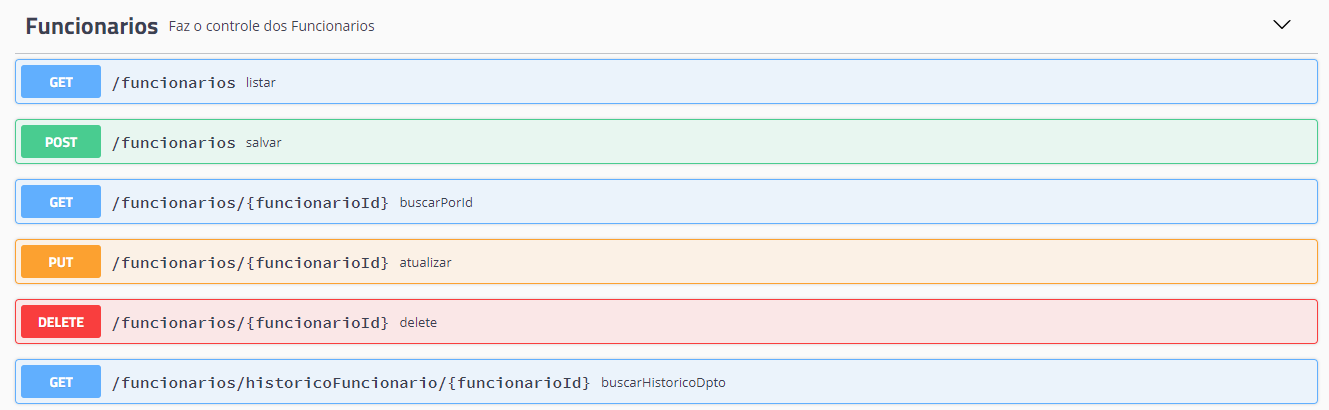 Funcionarios Faz o controle dos Funcionarios
GET /funcionarios listar
POST /funcionarios salvar
GET /funcionarios/{funcionarioId} buscarPorId
PUT /funcionarios/{funcionarioId} atualizar
DELETE /funcionarios/{funcionarioId} delete
GET /funcionarios/historicoFuncionario/{funcionarioId} buscarHistoricoDpto